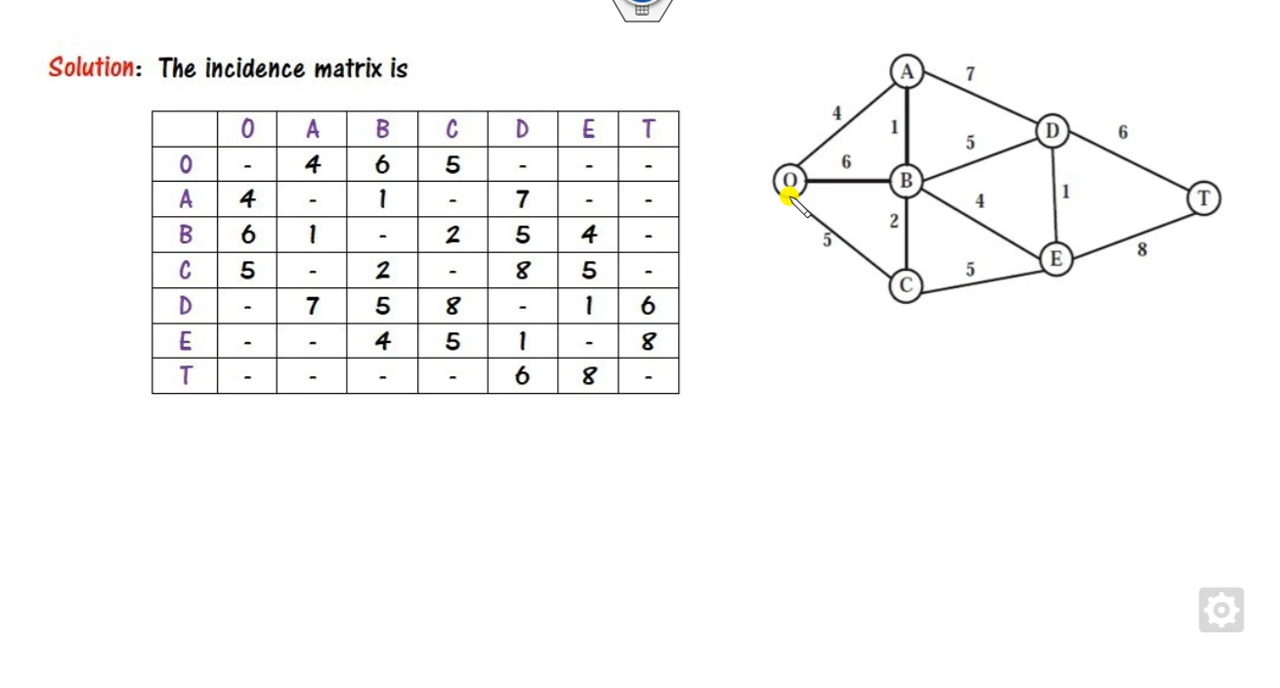 Solution: The incidence matrix is
O A B C D E T
O - 4 6 5 - - -
A 4 - 1 - 7 - -
B 6 1 - 2 5 4 -
C 5 - 2 - 8 5 -
D - 7 5 8 - 1 6
E - - 4 5 1 - 8
T - - - - 6 8 -
A
7
4
1
D
6
5
6
O
B
1
T
4
2
5
E
8
5
C